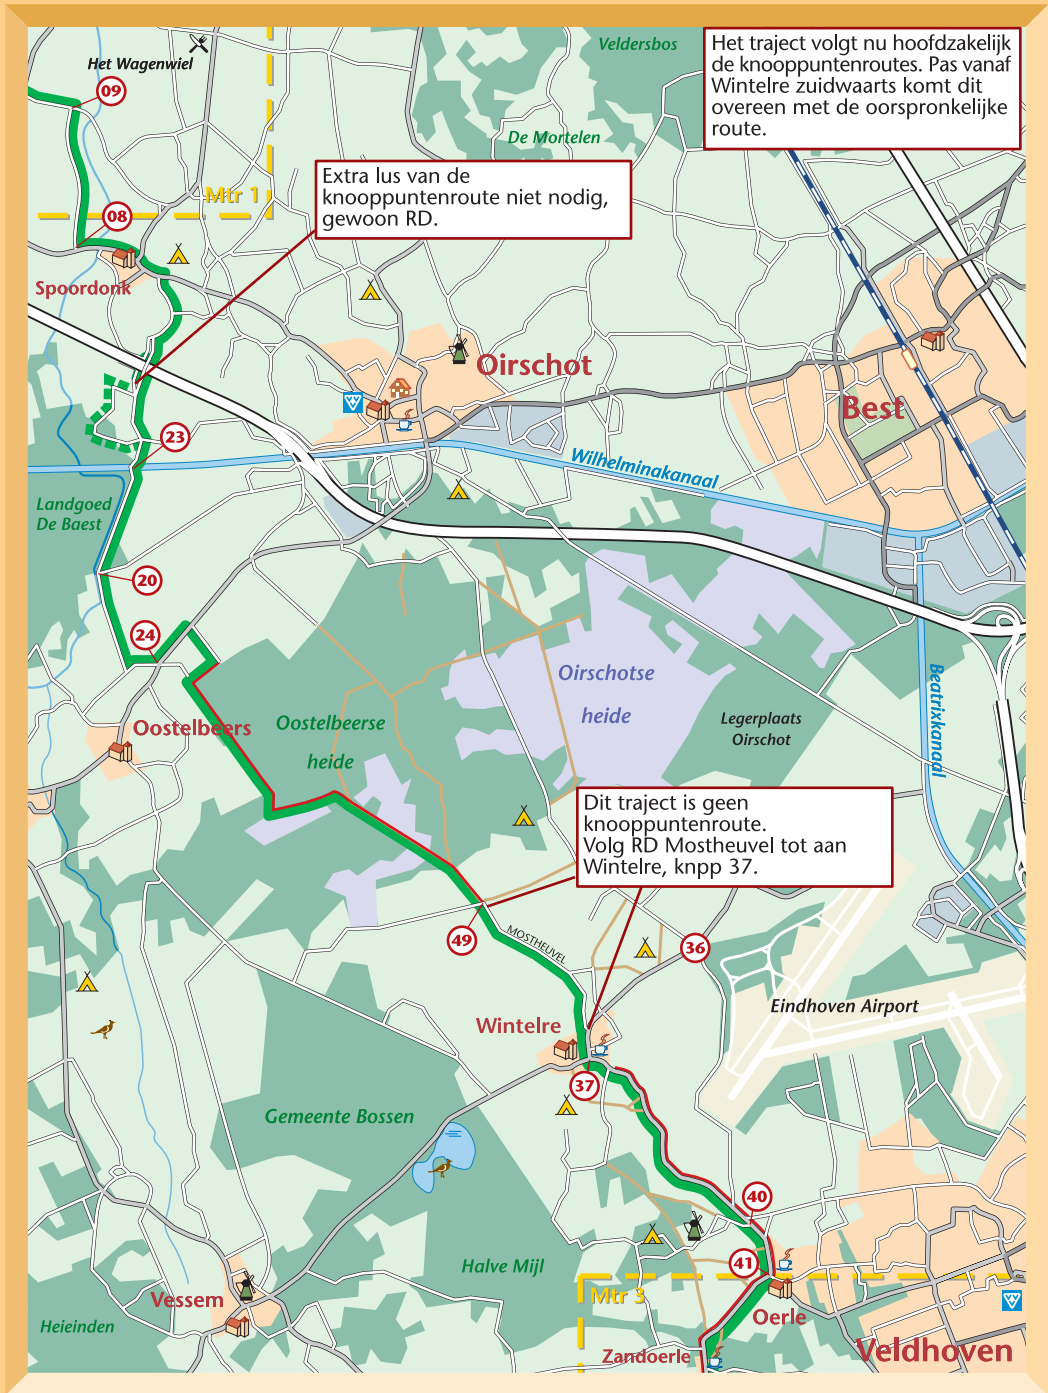 Veldersbos
Het traject volgt nu hoofdzakelijk
de knooppuntenroutes. Pas vanaf
Wintelre zuidwaarts komt dit
overeen met de oorspronkelijke
route.
Het Wagenwiel
09
De Mortelen
Extra lus van de
knooppuntenroute niet nodig,
gewoon RD.
Mtr 1
08
Spoordonk
Oirschot
Best
23
Wilhelminakanaal
Landgoed
De Baest
20
24
Oirschotse
heide
Beatrixkanaal
Oostelbeers
Oostelbeerse
heide
Legerplaats
Oirschot
Dit traject is geen
knooppuntenroute.
Volg RD Mostheuvel tot aan
Wintelre, knpp 37.
49
MOSTHEUVEL
36
Eindhoven Airport
Wintelre
37
Gemeente Bossen
40
Halve Mijl
41
Mtr 3
Vessem
Oerle
Heieinden
Zandoerle
Veldhoven